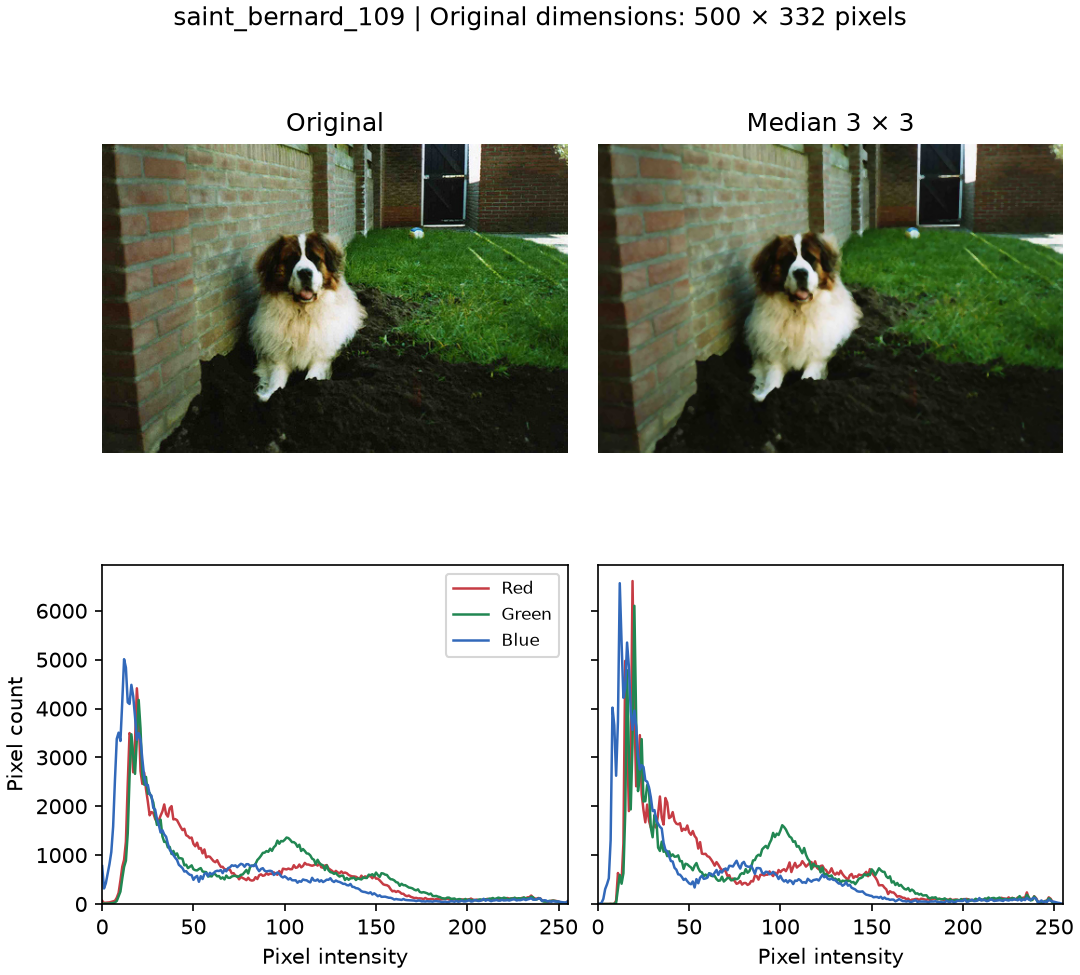 saint_bernard_109 | Original dimensions: 500 × 332 pixels
Original
Median 3 × 3
Red
Green
Blue
Pixel count
6000
5000
4000
3000
2000
1000
0
0 50 100 150 200 250
0 50 100 150 200 250
Pixel intensity
Pixel intensity